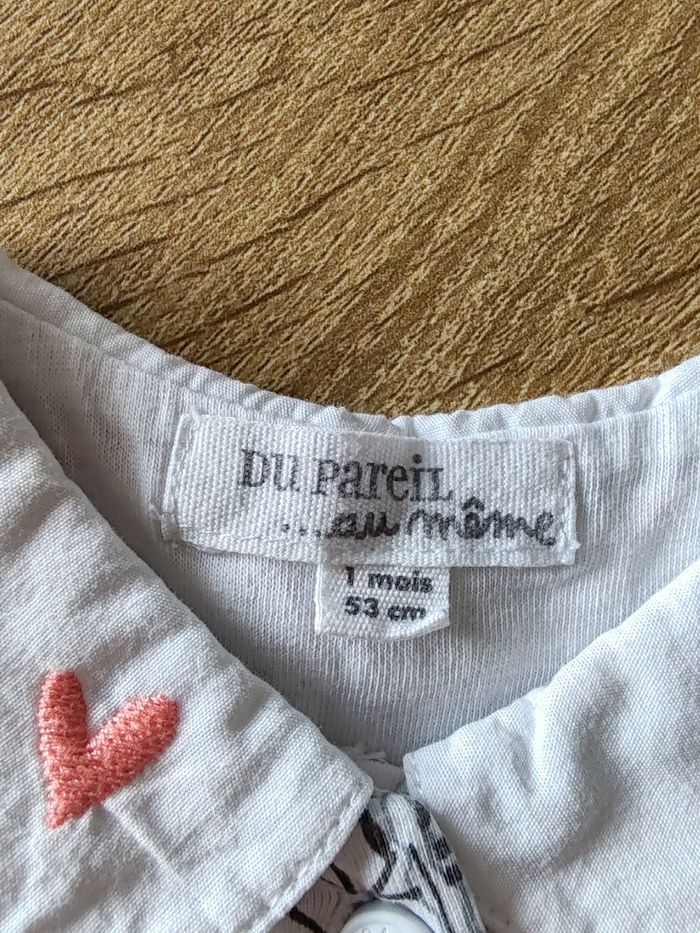 Du Pareil
...au même
1 mois
53 cm